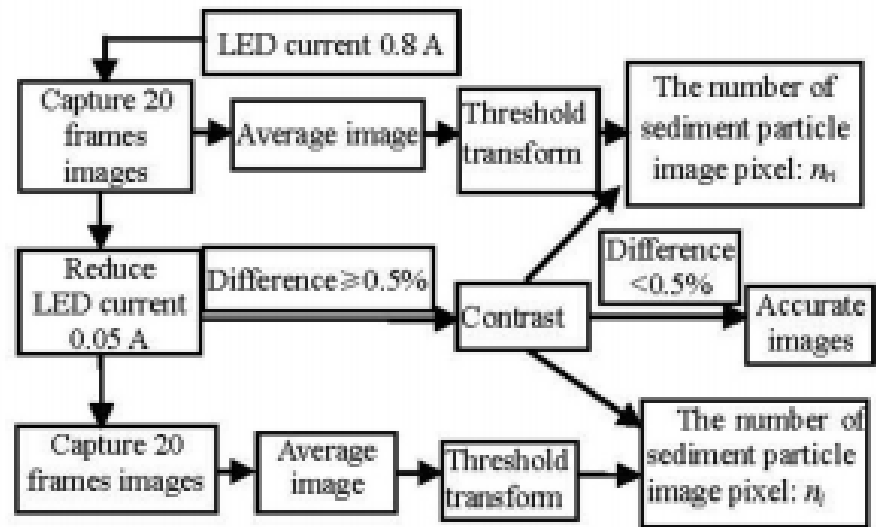 LED current 0.8 A
Capture 20
frames
images
Average image
Threshold
transform
The number of
sediment particle
image pixel: nH
Reduce
LED current
0.05 A
Difference≥0.5%
Contrast
Difference
<0.5%
Accurate
images
Capture 20
frames images
Average
image
Threshold
transform
The number of
sediment particle
image pixel: nl